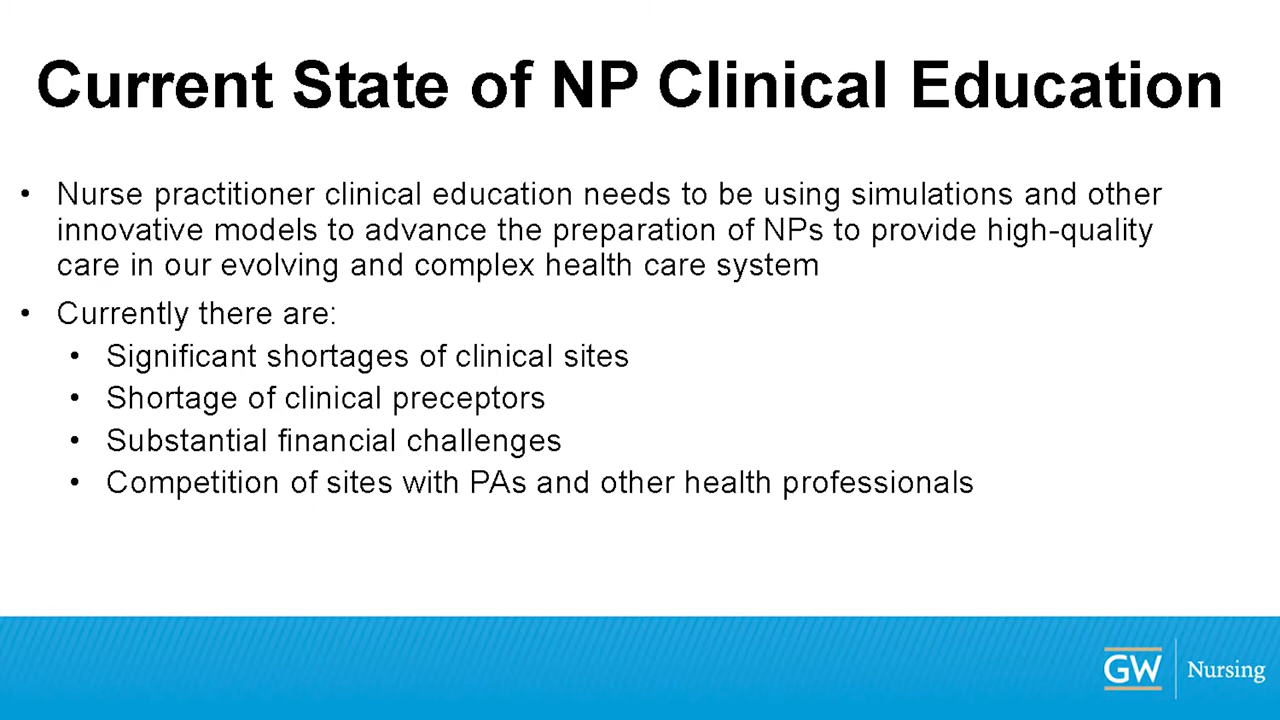 Current State of NP Clinical Education
• Nurse practitioner clinical education needs to be using simulations and other
innovative models to advance the preparation of NPs to provide high-quality
care in our evolving and complex health care system
• Currently there are:
• Significant shortages of clinical sites
• Shortage of clinical preceptors
• Substantial financial challenges
• Competition of sites with PAs and other health professionals
GW Nursing